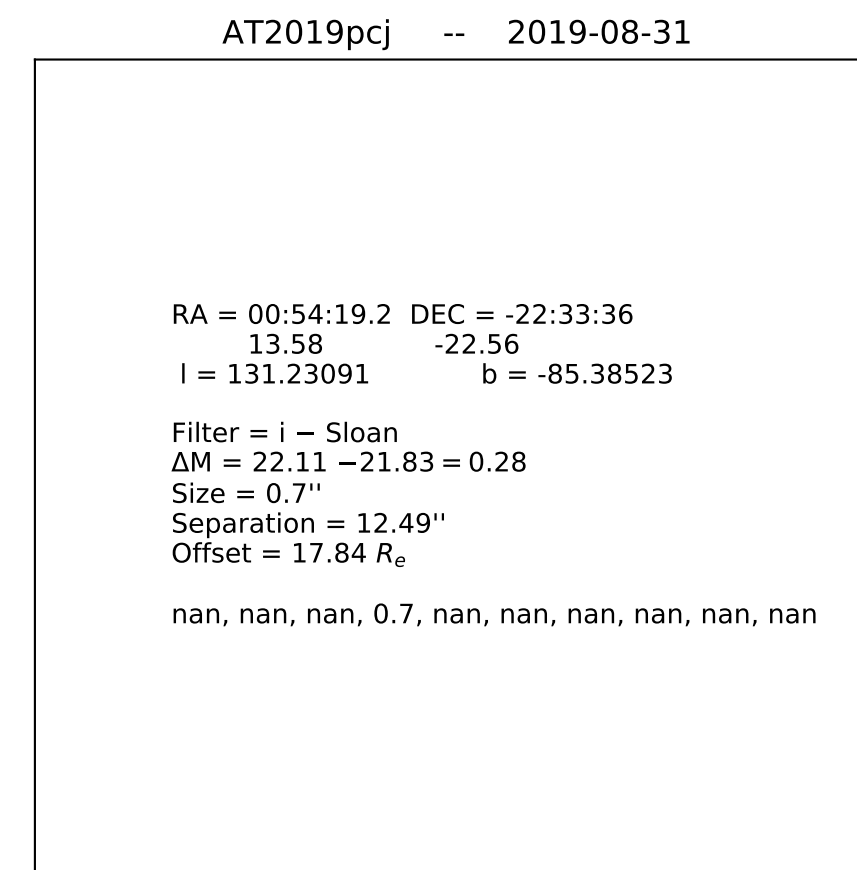 AT2019pcj -- 2019-08-31
RA = 00:54:19.2 DEC = -22:33:36
13.58 -22.56
l = 131.23091 b = -85.38523
Filter = i − Sloan
ΔM = 22.11 −21.83 = 0.28
Size = 0.7''
Separation = 12.49''
Offset = 17.84 Rₑ
nan, nan, nan, 0.7, nan, nan, nan, nan, nan, nan